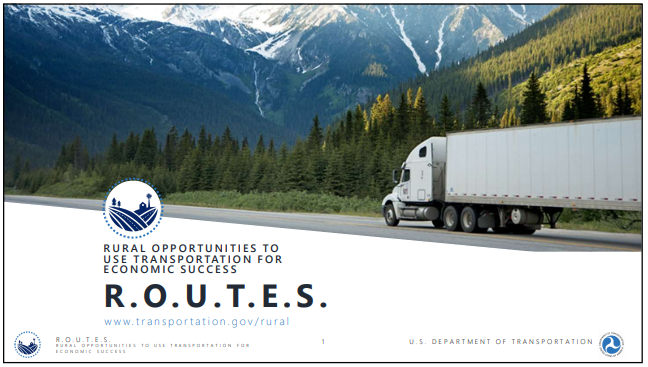 RURAL OPPORTUNITIES TO
USE TRANSPORTATION FOR
ECONOMIC SUCCESS
R.O.U.T.E.S.
www.transportation.gov/rural
R.O.U.T.E.S.
RURAL OPPORTUNITIES TO USE TRANSPORTATION FOR
ECONOMIC SUCCESS
1
U.S. DEPARTMENT OF TRANSPORTATION